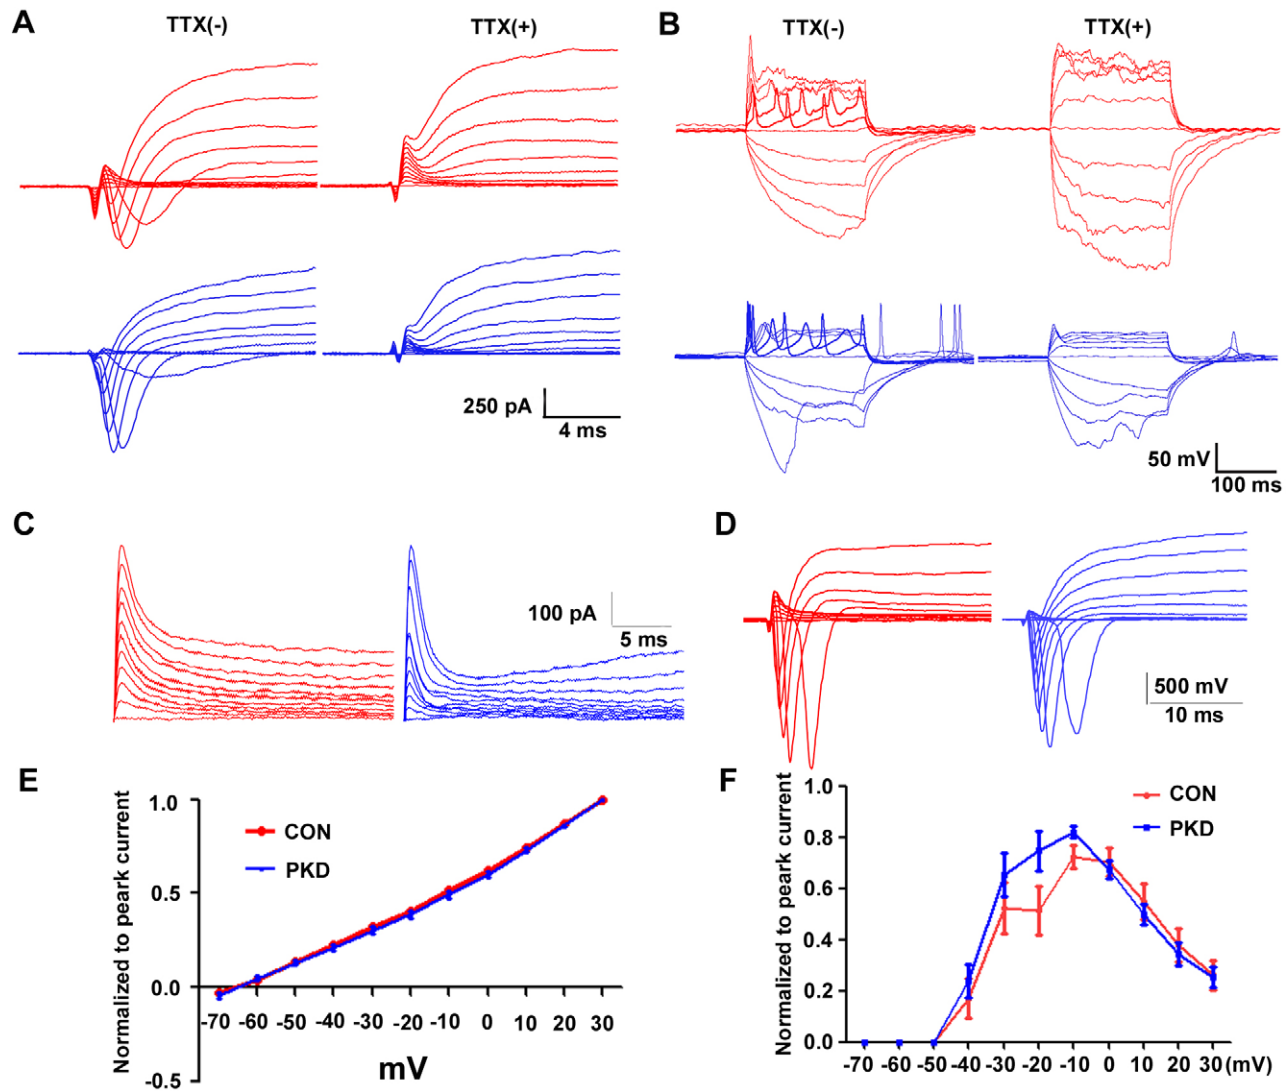 A
TTX(-)
TTX(+)
B
TTX(-)
TTX(+)
250 pA
4 ms
50 mV
100 ms
C
100 pA
5 ms
D
500 mV
10 ms
E
Normalized to peark current
1.0
0.5
0.0
-0.5
CON
PKD
-70 -60 -50 -40 -30 -20 -10 0 10 20 30
mV
F
Normalized to peark current
1.0
0.8
0.6
0.4
0.2
0.0
CON
PKD
-70 -60 -50 -40 -30 -20 -10 0 10 20 30 (mV)